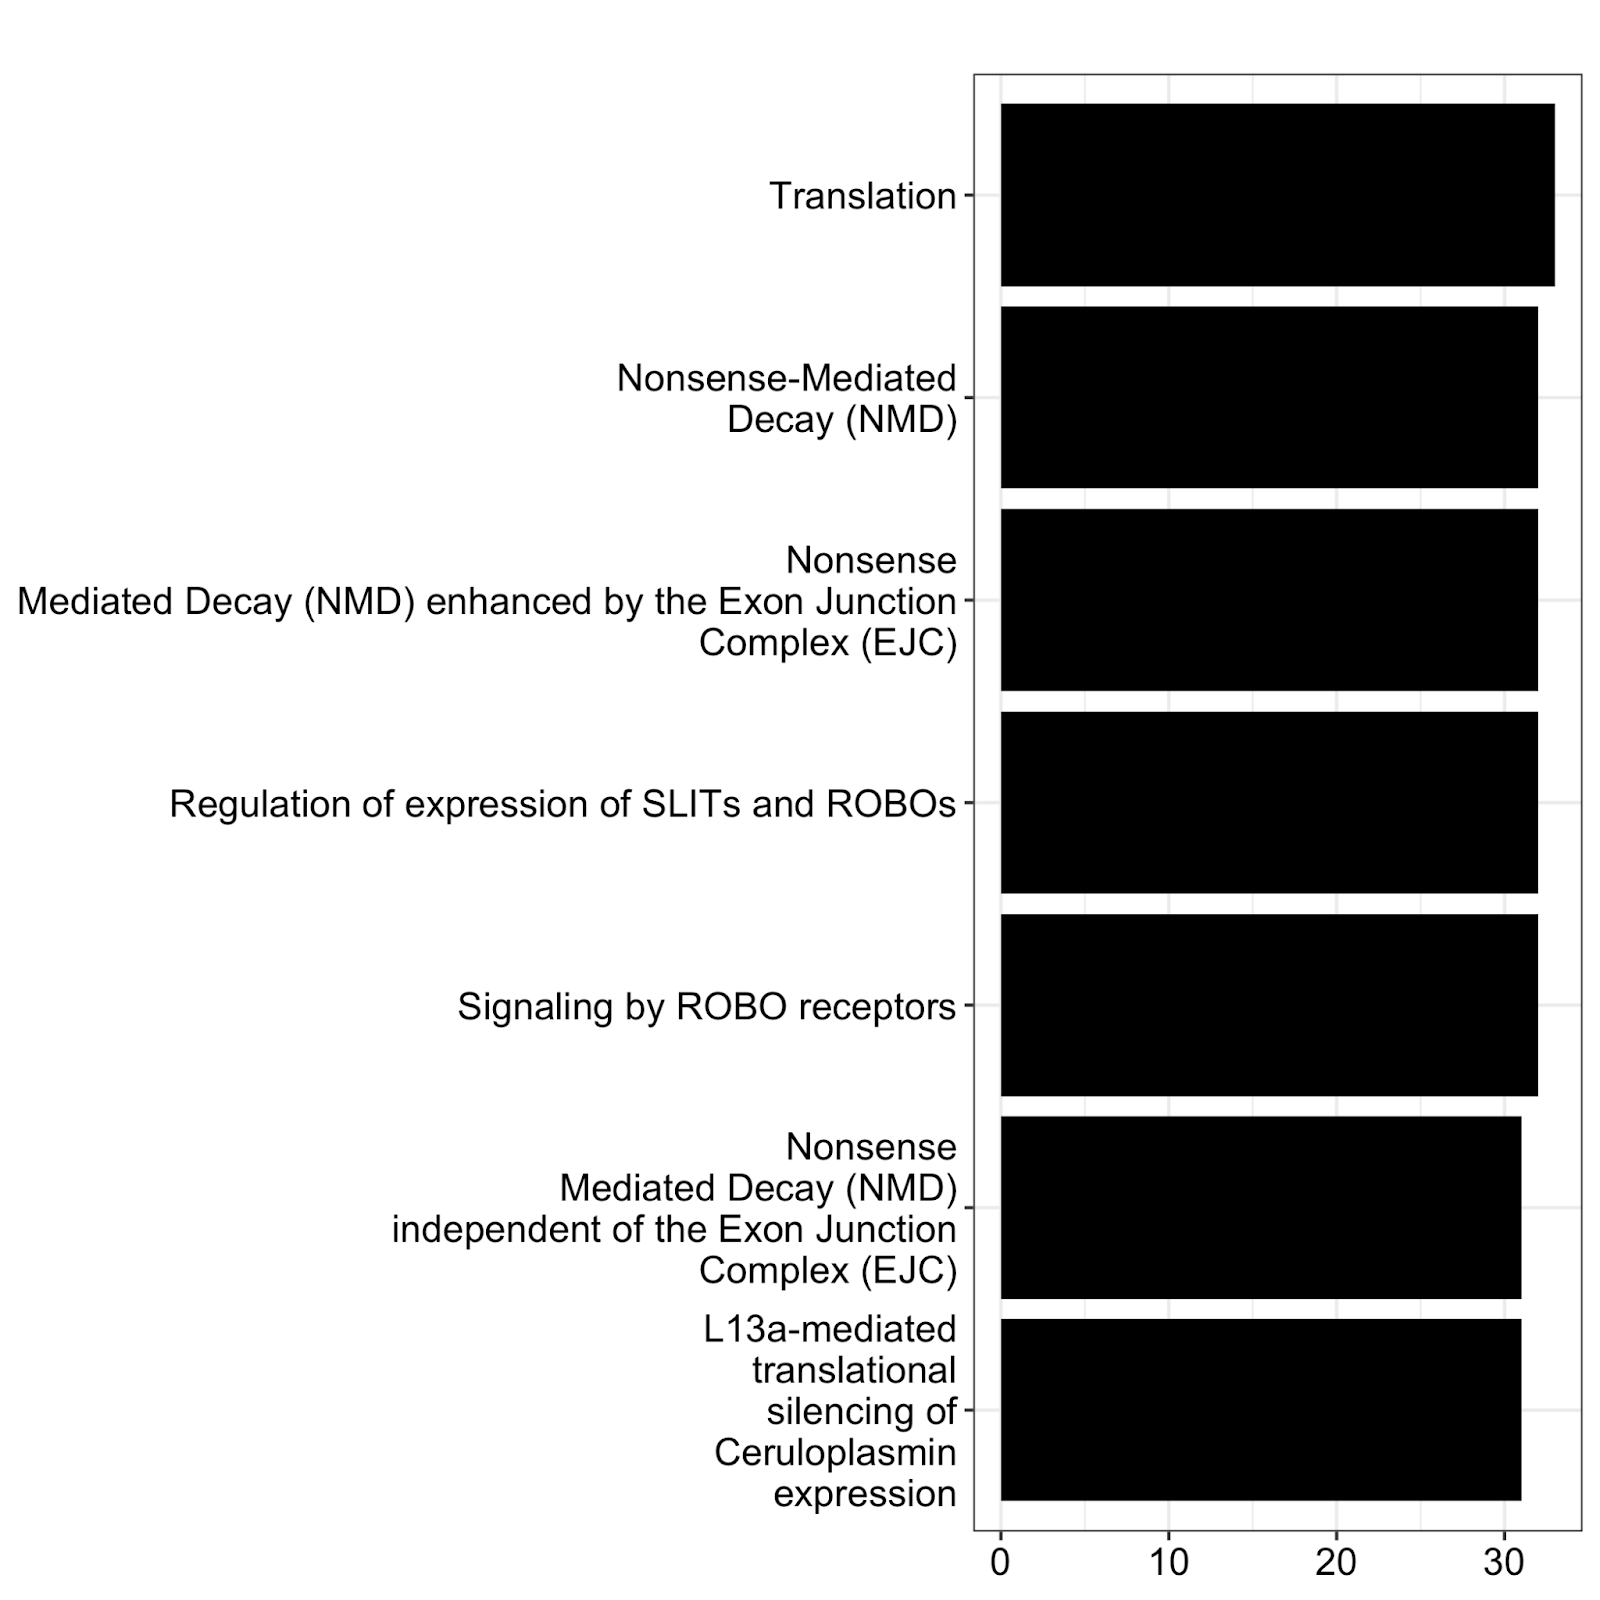 Translation
Nonsense-Mediated
Decay (NMD)
Nonsense
Mediated Decay (NMD) enhanced by the Exon Junction
Complex (EJC)
Regulation of expression of SLITs and ROBOs
Signaling by ROBO receptors
Nonsense
Mediated Decay (NMD)
independent of the Exon Junction
Complex (EJC)
L13a-mediated
translational
silencing of
Ceruloplasmin
expression
0 10 20 30